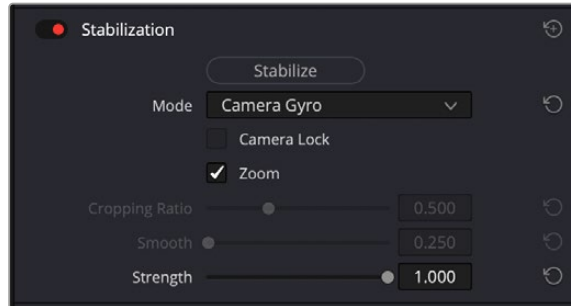 Stabilization
Stabilize
Mode Camera Gyro
Camera Lock
Zoom
Cropping Ratio 0.500
Smooth 0.250
Strength 1.000